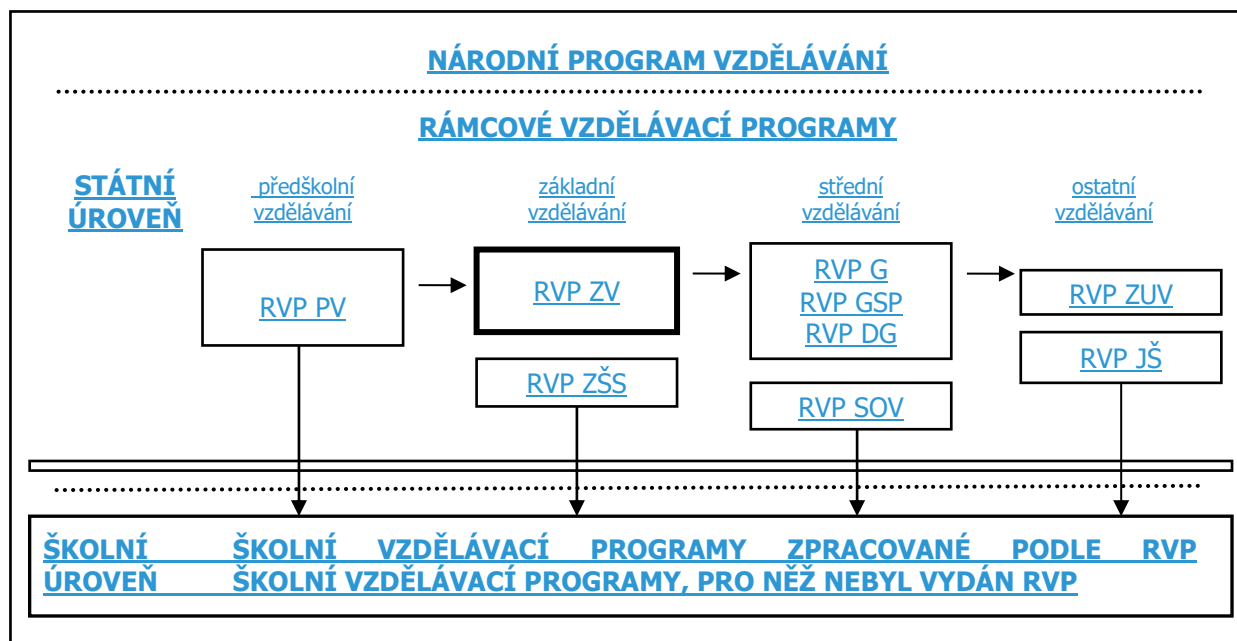 NÁRODNÍ PROGRAM VZDĚLÁVÁNÍ
RÁMCOVÉ VZDĚLÁVACÍ PROGRAMY
STÁTNÍ
ÚROVEŇ
předškolní
vzdělávání
základní
vzdělávání
střední
vzdělávání
ostatní
vzdělávání
RVP PV
RVP ZV
RVP ZŠS
RVP G
RVP GSP
RVP DG
RVP SOV
RVP ZUV
RVP JŠ
ŠKOLNÍ ŠKOLNÍ VZDĚLÁVACÍ PROGRAMY ZPRACOVANÉ PODLE RVP
ÚROVEŇ ŠKOLNÍ VZDĚLÁVACÍ PROGRAMY, PRO NĚŽ NEBYL VYDÁN RVP